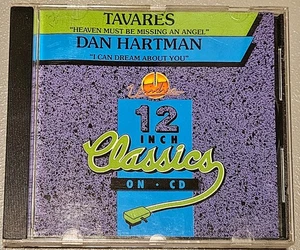 TAVARES
"HEAVEN MUST BE MISSING AN ANGEL"
DAN HARTMAN
"I CAN DREAM ABOUT YOU"
12
INCH
Classics
ON • CD